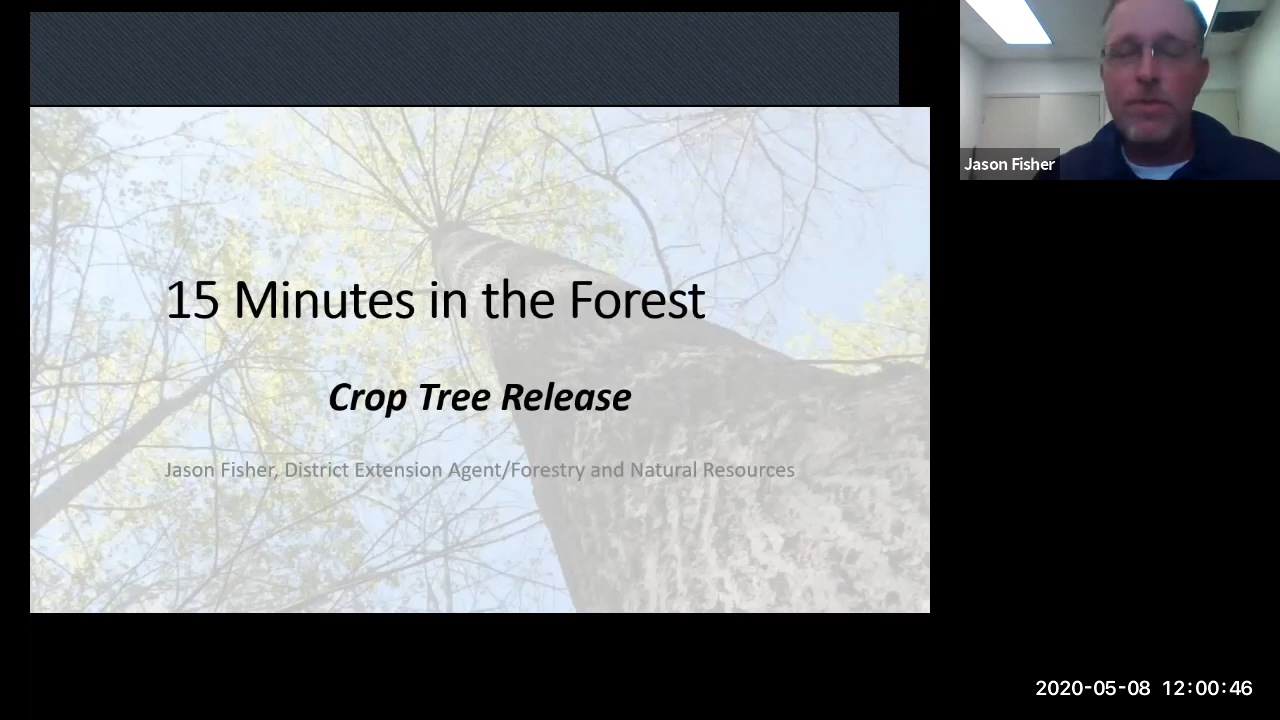 Jason Fisher
15 Minutes in the Forest
Crop Tree Release
Jason Fisher, District Extension Agent/Forestry and Natural Resources
2020-05-08 12:00:46